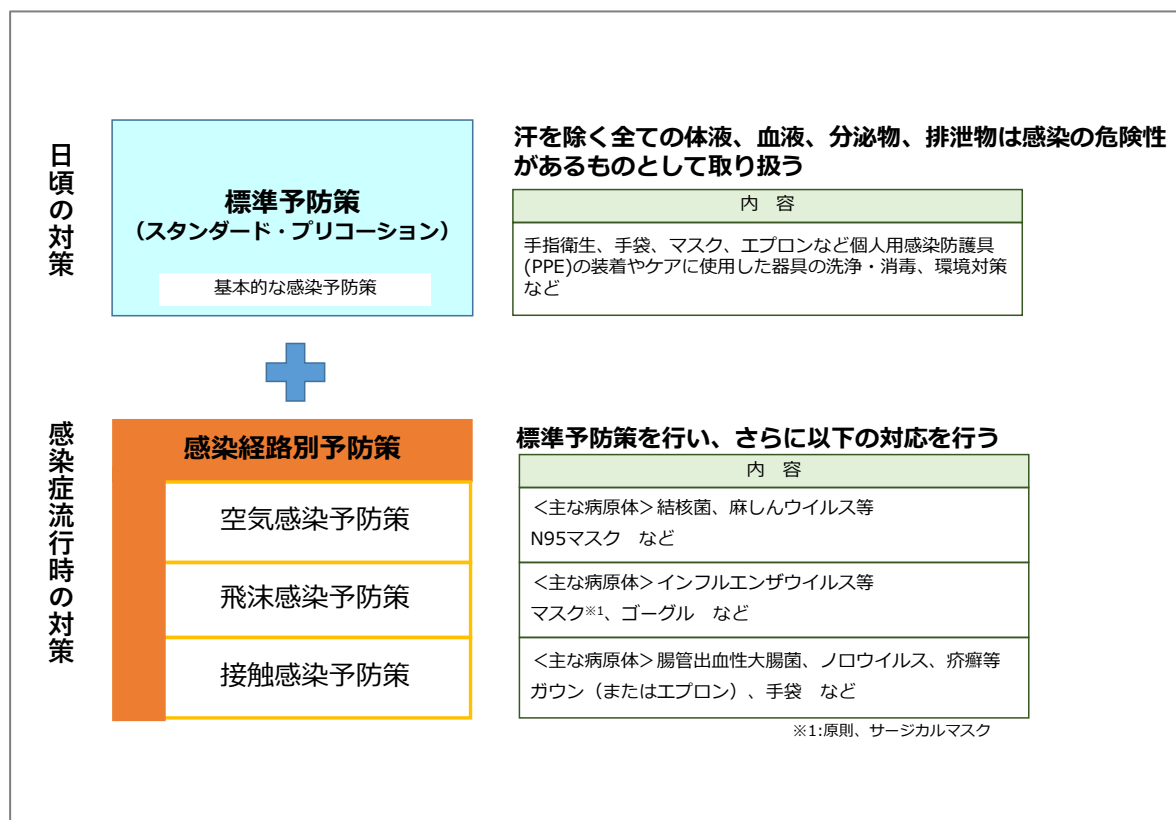 日頃の対策
標準予防策
（スタンダード・プリコーション）
基本的な感染予防策
汗を除く全ての体液、血液、分泌物、排泄物は感染の危険性
があるものとして取り扱う
内　容
手指衛生、手袋、マスク、エプロンなど個人用感染防護具
(PPE)の装着やケアに使用した器具の洗浄・消毒、環境対策
など
感染症流行時の対策
感染経路別予防策
空気感染予防策
飛沫感染予防策
接触感染予防策
標準予防策を行い、さらに以下の対応を行う
内　容
＜主な病原体＞結核菌、麻しんウイルス等
N95マスク　など
＜主な病原体＞インフルエンザウイルス等
マスク※1、ゴーグル　など
＜主な病原体＞腸管出血性大腸菌、ノロウイルス、疥癬等
ガウン（またはエプロン）、手袋　など
※1:原則、サージカルマスク